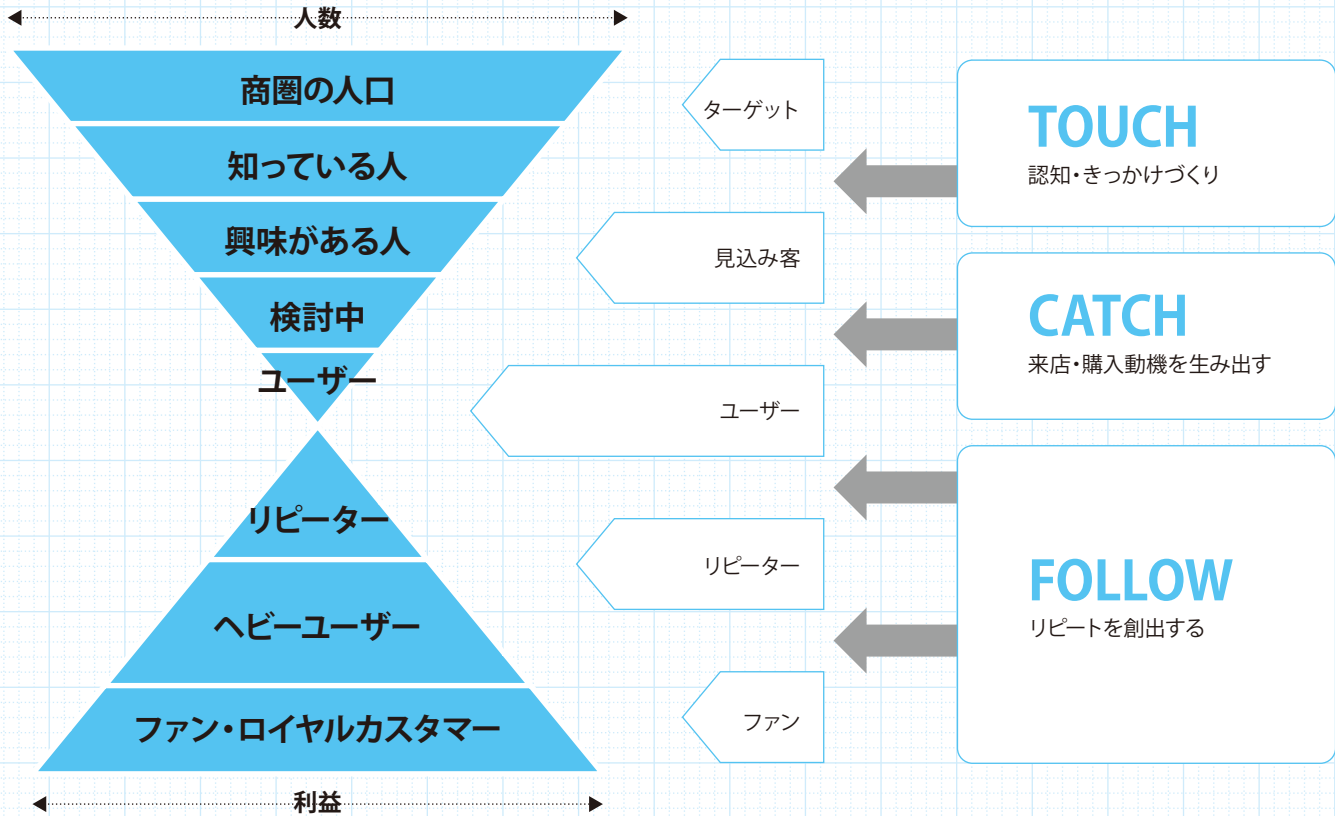 人数
商圏の人口
知っている人
興味がある人
検討中
ユーザー
リピーター
ヘビーユーザー
ファン・ロイヤルカスタマー
利益
ターゲット
見込み客
ユーザー
リピーター
ファン
TOUCH
認知・きっかけづくり
CATCH
来店・購入動機を生み出す
FOLLOW
リピートを創出する